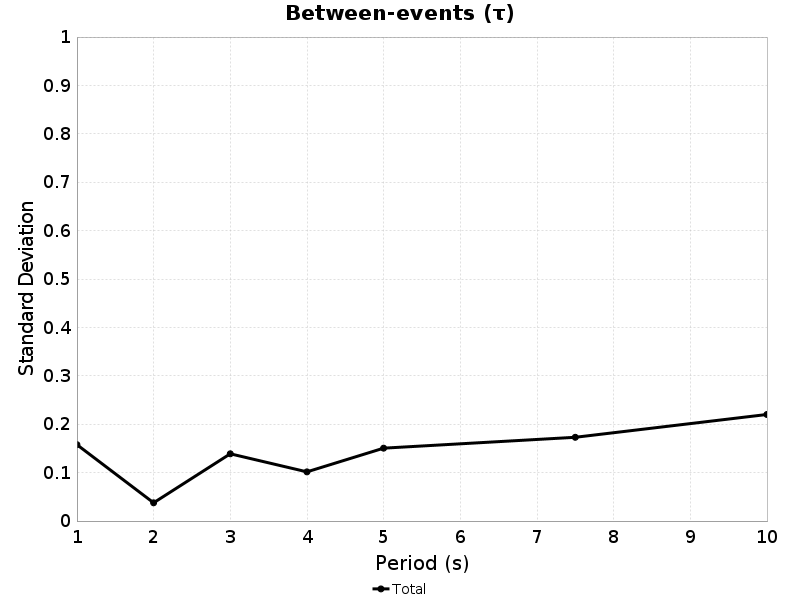 Between-events (τ)
1
0.9
0.8
0.7
0.6
0.5
0.4
0.3
0.2
0.1
0
Standard Deviation
1 2 3 4 5 6 7 8 9 10
Period (s)
Total